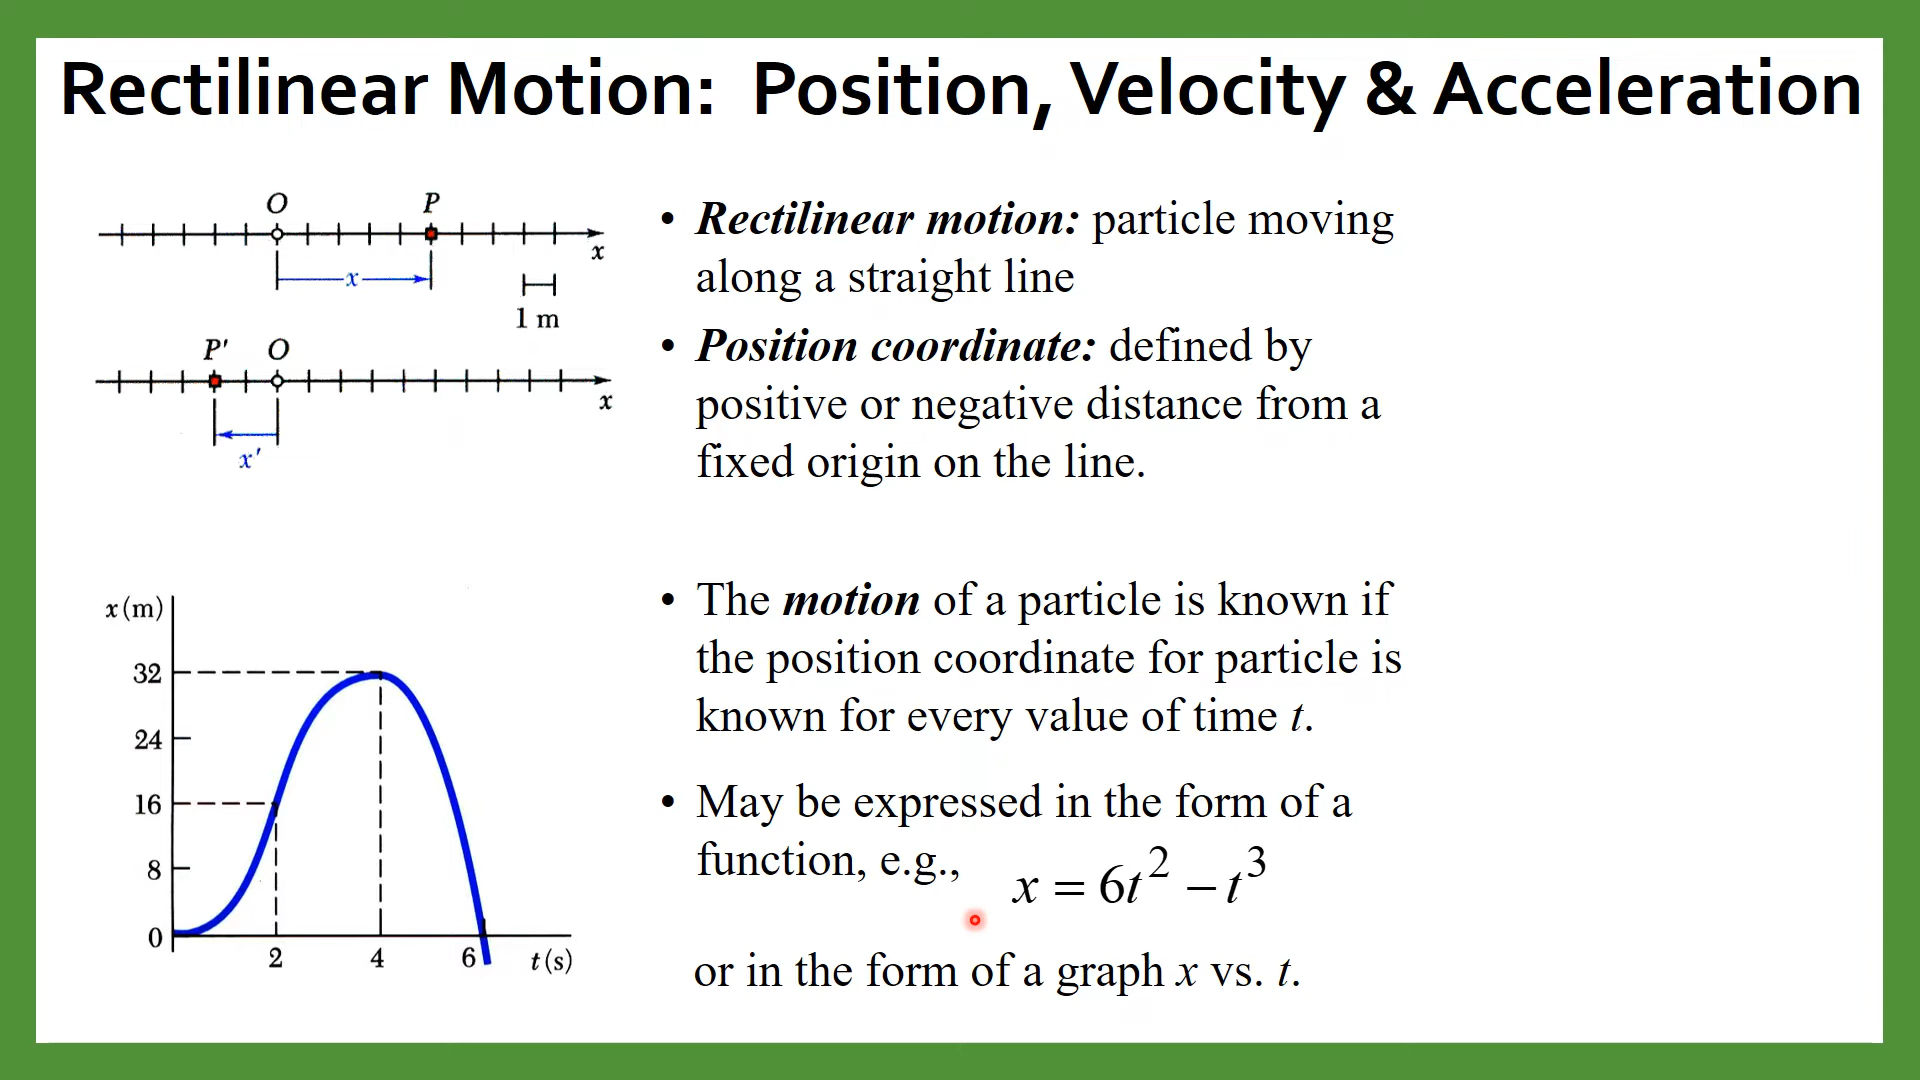 Rectilinear Motion: Position, Velocity & Acceleration
O P
x
x
1 m
P' O
x
x'
• Rectilinear motion: particle moving
along a straight line
• Position coordinate: defined by
positive or negative distance from a
fixed origin on the line.
x (m)
32
24
16
8
0
2 4 6 t (s)
• The motion of a particle is known if
the position coordinate for particle is
known for every value of time t.
• May be expressed in the form of a
function, e.g., x = 6t² − t³
or in the form of a graph x vs. t.